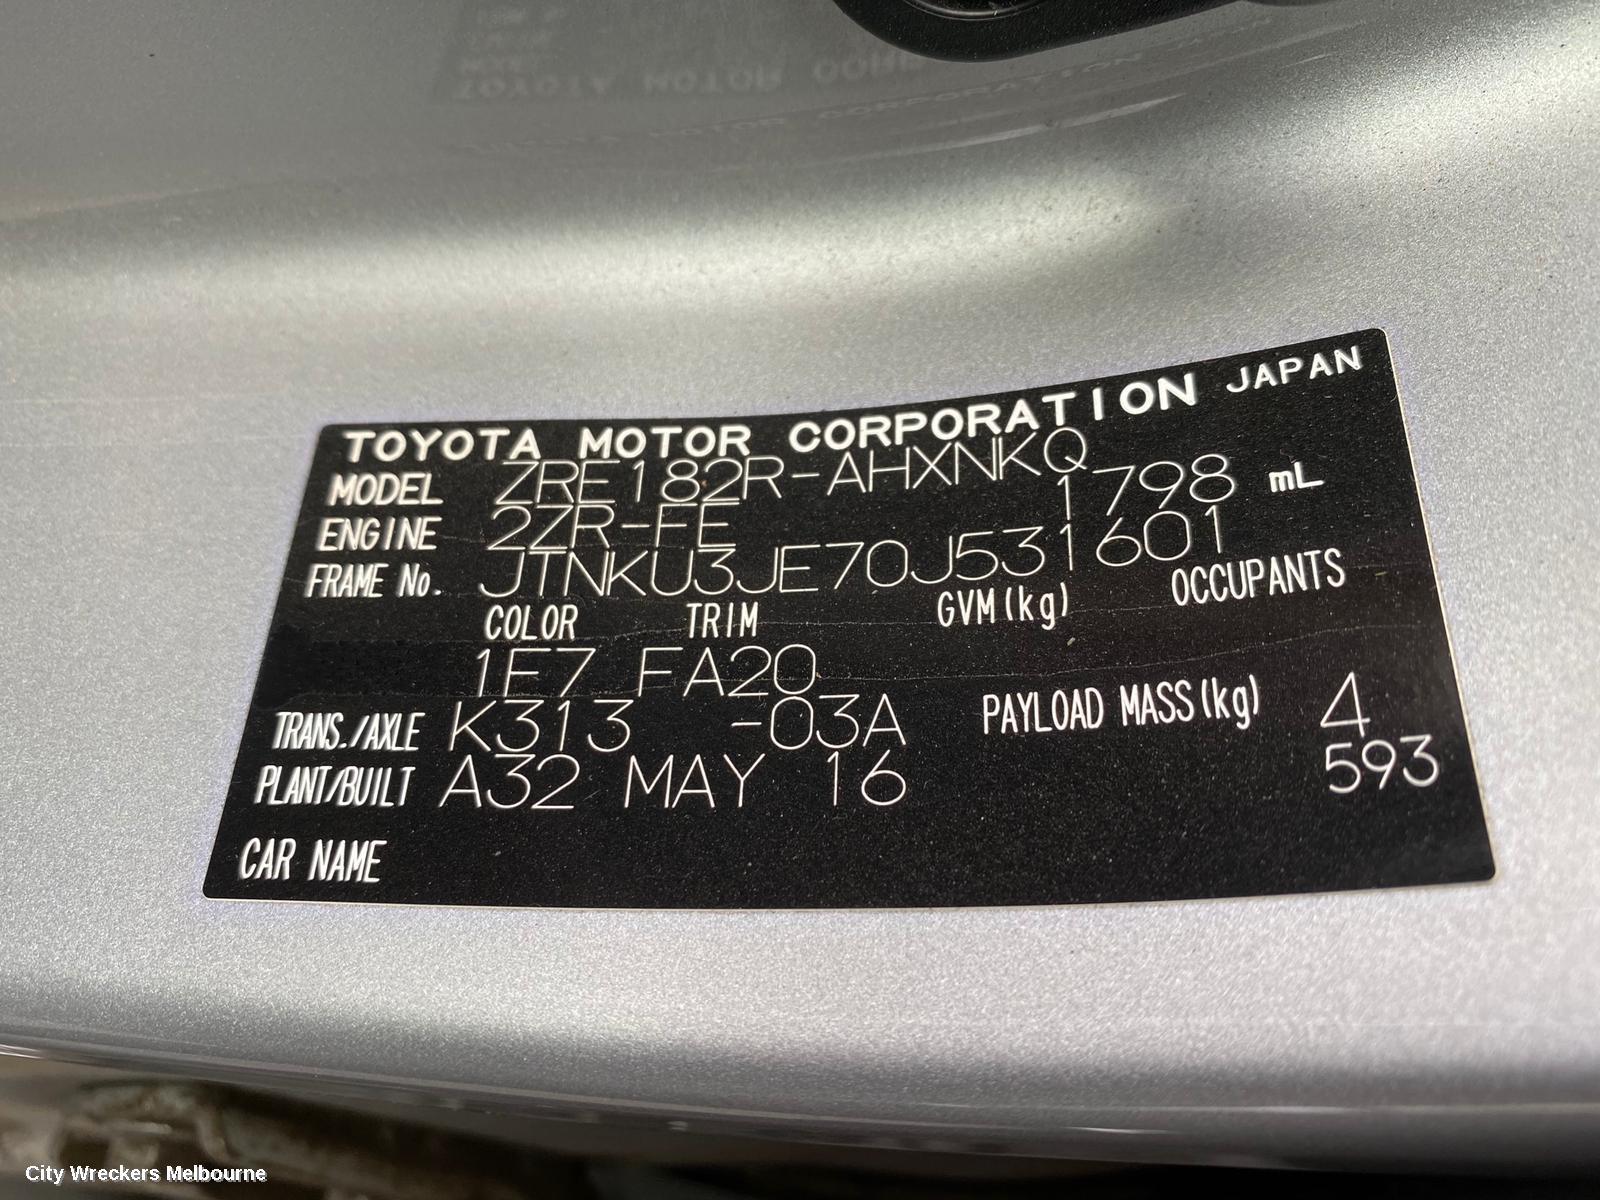 TOYOTA MOTOR CORPORATION JAPAN
MODEL ZRE182R-AHXNKQ
ENGINE 2ZR-FE 1798 mL
FRAME No. JTNKU3JE70J531601
COLOR TRIM GVM(kg) OCCUPANTS
1F7 FA20
TRANS./AXLE K313 -03A PAYLOAD MASS(kg) 4
PLANT/BUILT A32 MAY 16 593
CAR NAME
City Wreckers Melbourne